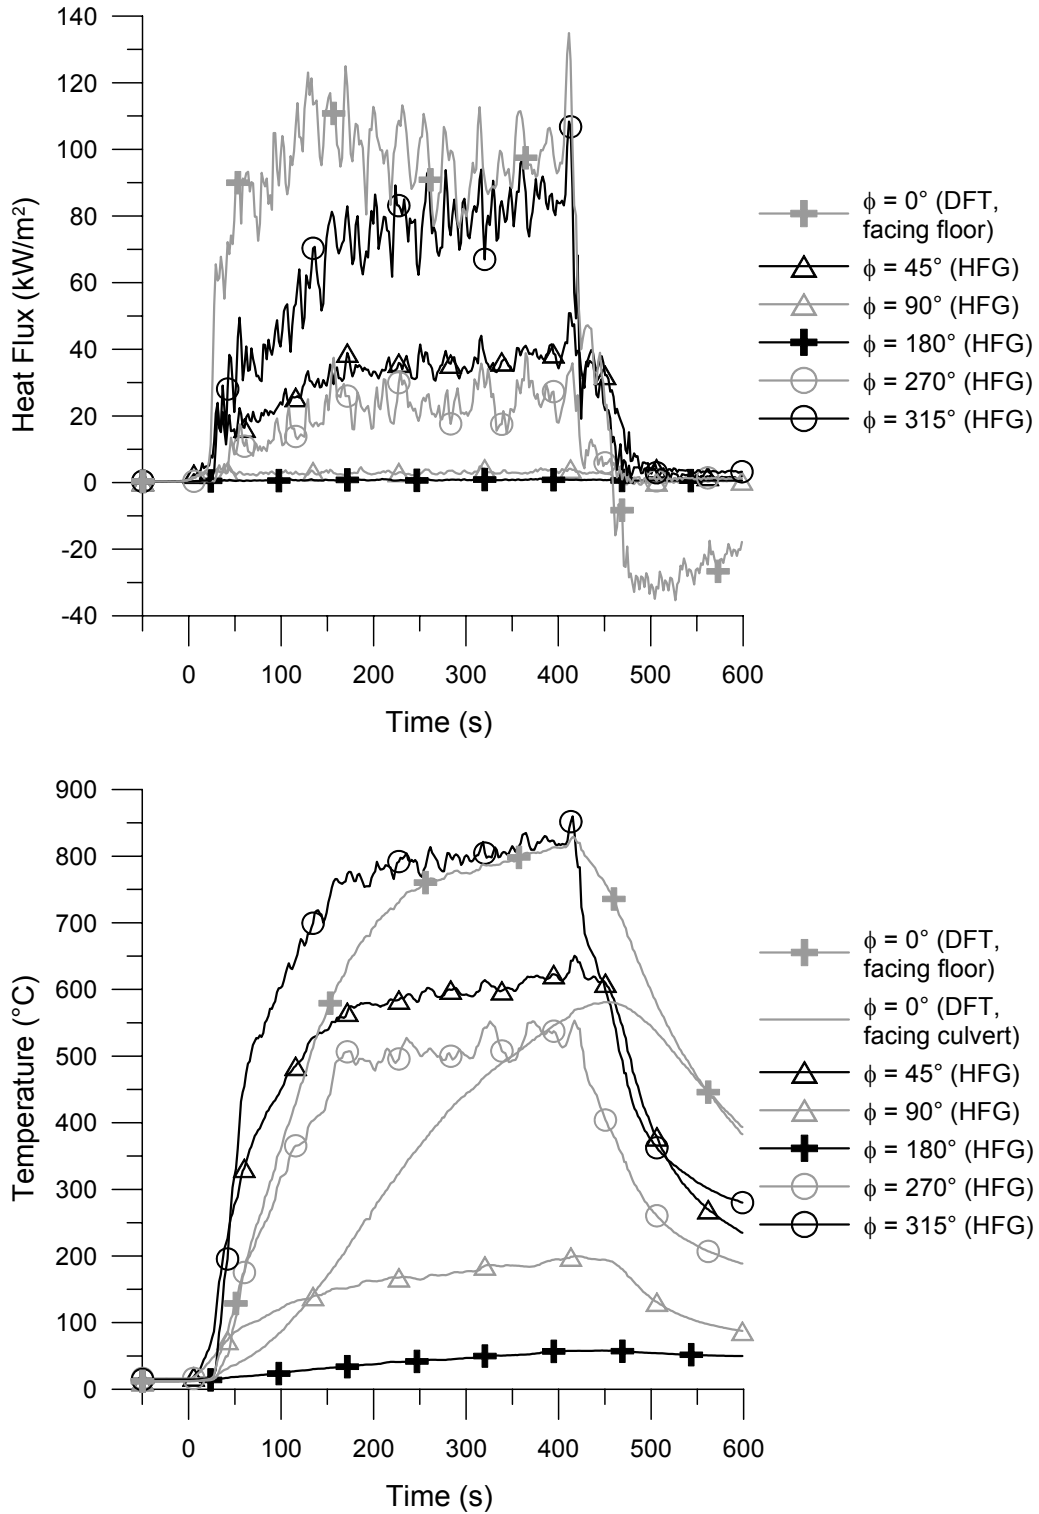 140
120
100
80
60
40
20
0
-20
-40
Heat Flux (kW/m²)
0 100 200 300 400 500 600
Time (s)
ϕ = 0° (DFT,
facing floor)
ϕ = 45° (HFG)
ϕ = 90° (HFG)
ϕ = 180° (HFG)
ϕ = 270° (HFG)
ϕ = 315° (HFG)
900
800
700
600
500
400
300
200
100
0
Temperature (°C)
0 100 200 300 400 500 600
Time (s)
ϕ = 0° (DFT,
facing floor)
ϕ = 0° (DFT,
facing culvert)
ϕ = 45° (HFG)
ϕ = 90° (HFG)
ϕ = 180° (HFG)
ϕ = 270° (HFG)
ϕ = 315° (HFG)